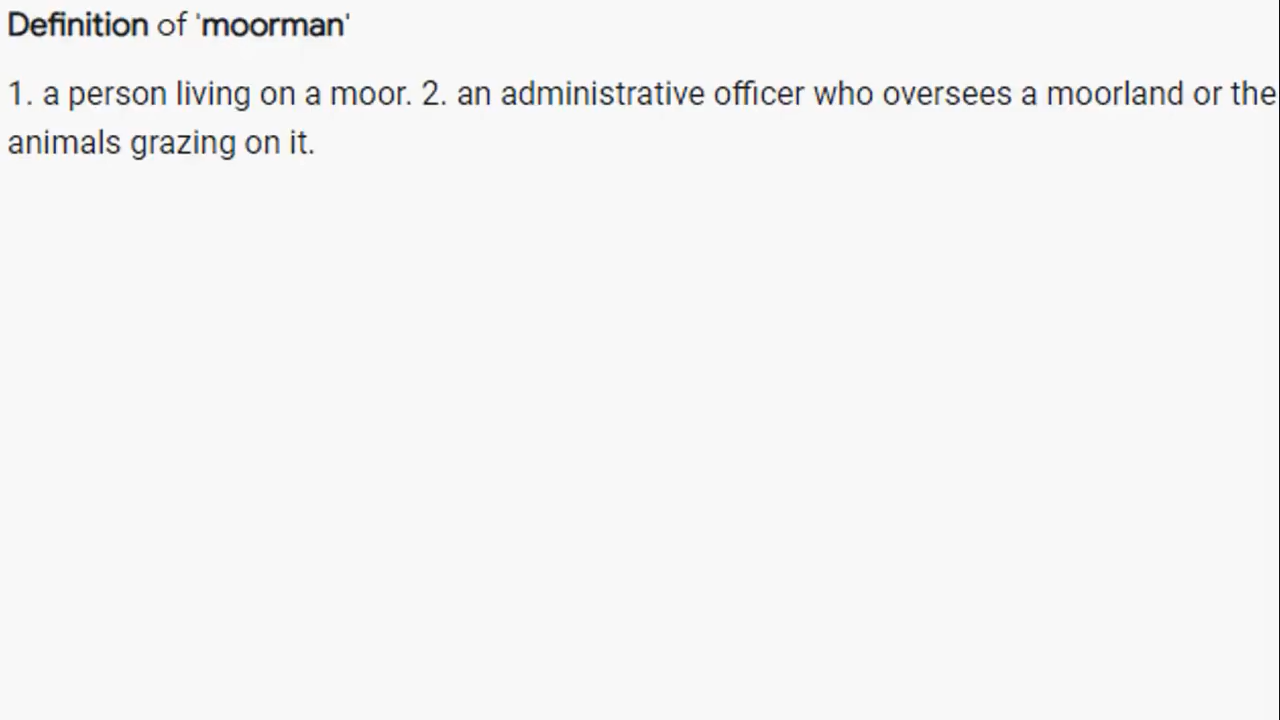 Definition of 'moorman'
1. a person living on a moor. 2. an administrative officer who oversees a moorland or the
animals grazing on it.